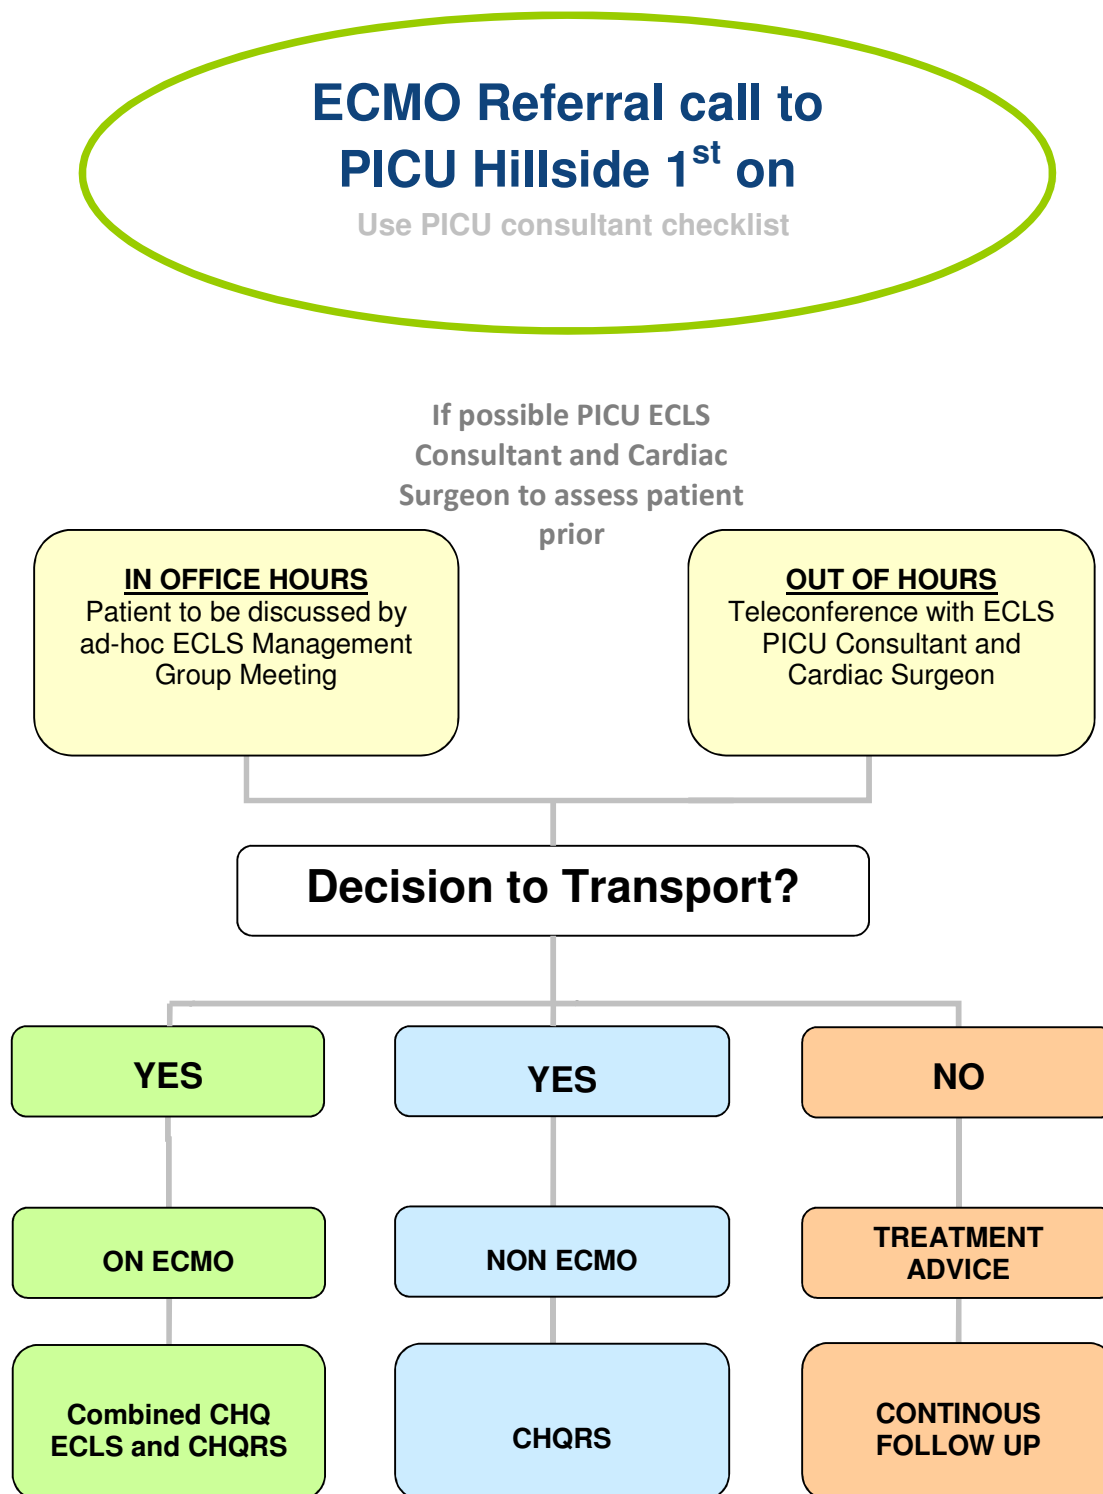 ECMO Referral call to
PICU Hillside 1st on
Use PICU consultant checklist
If possible PICU ECLS
Consultant and Cardiac
Surgeon to assess patient
prior
IN OFFICE HOURS
Patient to be discussed by
ad-hoc ECLS Management
Group Meeting
OUT OF HOURS
Teleconference with ECLS
PICU Consultant and
Cardiac Surgeon
Decision to Transport?
YES
YES
NO
ON ECMO
NON ECMO
TREATMENT
ADVICE
Combined CHQ
ECLS and CHQRS
CHQRS
CONTINOUS
FOLLOW UP